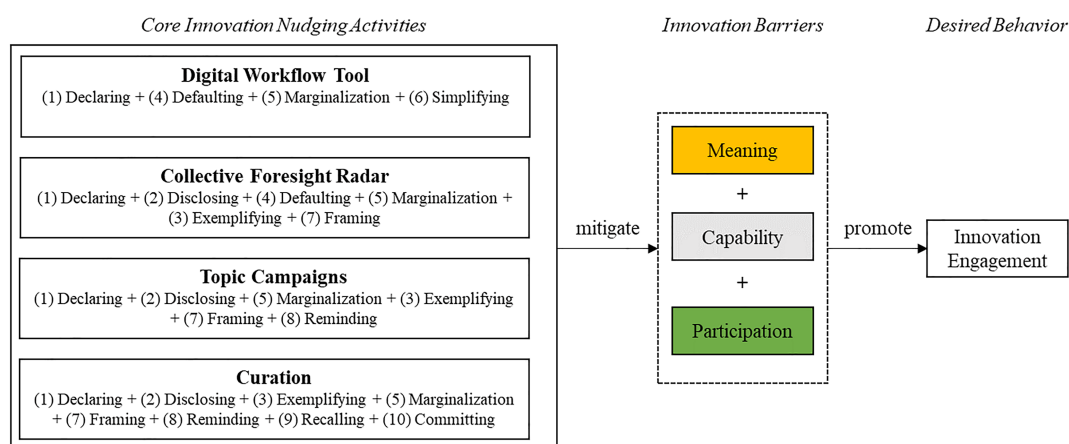 Core Innovation Nudging Activities
Innovation Barriers
Desired Behavior
Digital Workflow Tool
(1) Declaring + (4) Defaulting + (5) Marginalization + (6) Simplifying
Collective Foresight Radar
(1) Declaring + (2) Disclosing + (4) Defaulting + (5) Marginalization +
(3) Exemplifying + (7) Framing
Topic Campaigns
(1) Declaring + (2) Disclosing + (5) Marginalization + (3) Exemplifying
+ (7) Framing + (8) Reminding
Curation
(1) Declaring + (2) Disclosing + (3) Exemplifying + (5) Marginalization
+ (7) Framing + (8) Reminding + (9) Recalling + (10) Committing
mitigate
Meaning
+
Capability
+
Participation
promote
Innovation
Engagement